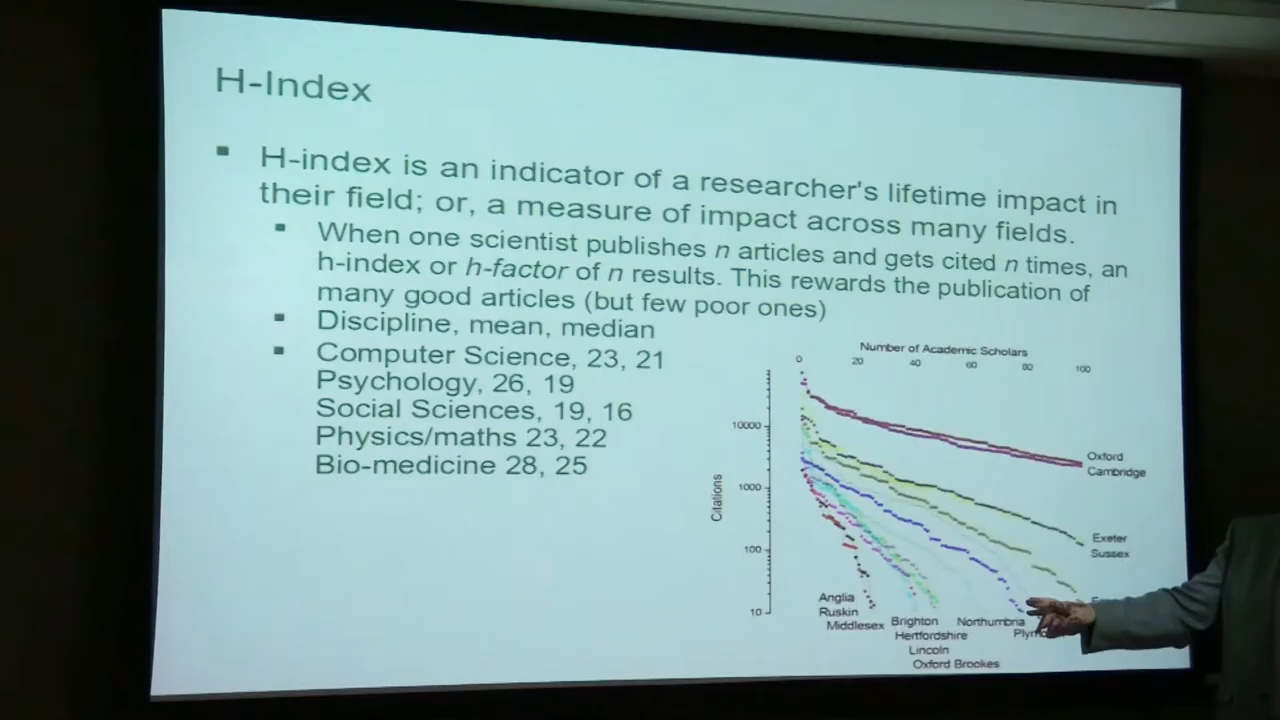 H-Index
▪ H-index is an indicator of a researcher's lifetime impact in
their field; or, a measure of impact across many fields.
▪ When one scientist publishes n articles and gets cited n times, an
h-index or h-factor of n results. This rewards the publication of
many good articles (but few poor ones)
▪ Discipline, mean, median
▪ Computer Science, 23, 21
Psychology, 26, 19
Social Sciences, 19, 16
Physics/maths 23, 22
Bio-medicine 28, 25
Number of Academic Scholars
0 20 40 60 80 100
Citations
10000
1000
100
10
Oxford
Cambridge
Exeter
Sussex
Anglia
Ruskin
Middlesex
Brighton
Hertfordshire
Lincoln
Oxford Brookes
Northumbria